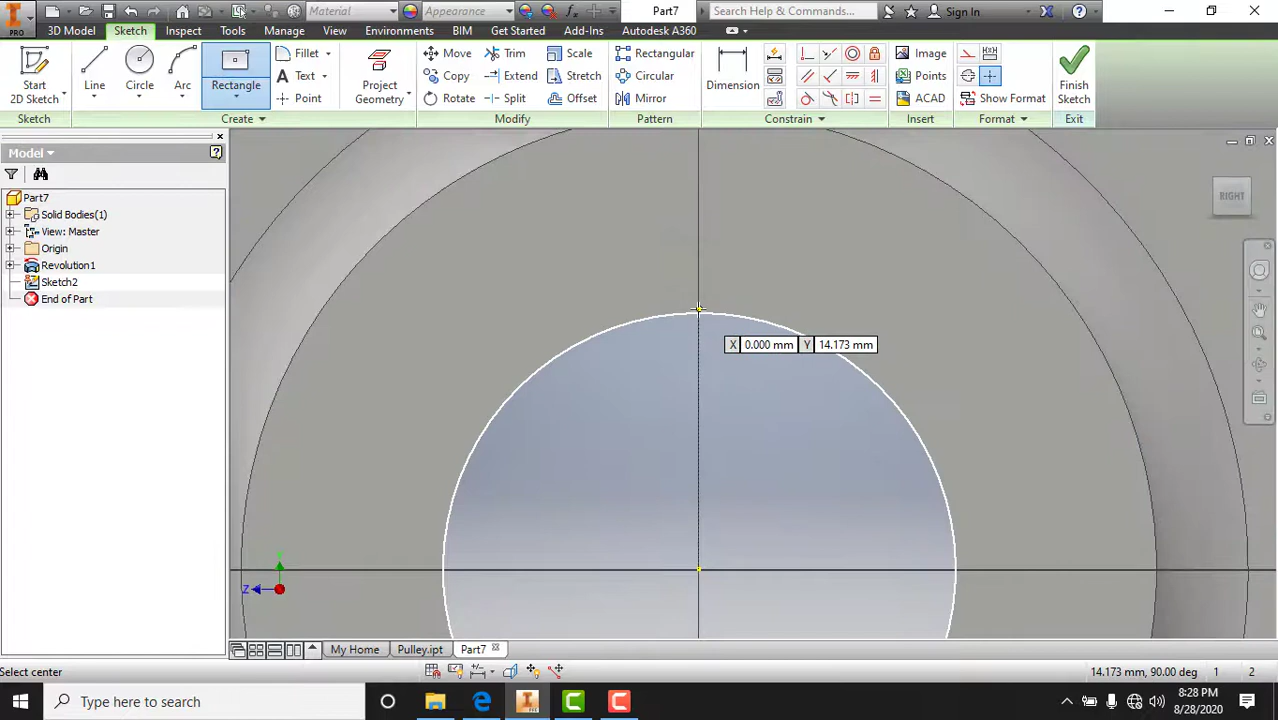 PRO
Material
Appearance
Part7
Search Help & Commands...
Sign In
3D Model
Sketch
Inspect
Tools
Manage
View
Environments
BIM
Get Started
Add-Ins
Autodesk A360
Start
2D Sketch
Line
Circle
Arc
Rectangle
Fillet
Text
Point
Project
Geometry
Move
Copy
Rotate
Trim
Extend
Split
Scale
Stretch
Offset
Rectangular
Circular
Mirror
Dimension
Image
Points
ACAD
Show Format
Finish
Sketch
Sketch
Create
Modify
Pattern
Constrain
Insert
Format
Exit
Model
Part7
Solid Bodies(1)
View: Master
Origin
Revolution1
Sketch2
End of Part
RIGHT
X 0.000 mm Y 14.173 mm
Z
My Home
Pulley.ipt
Part7
Select center
14.173 mm, 90.00 deg 1 2
Type here to search
8:28 PM
8/28/2020